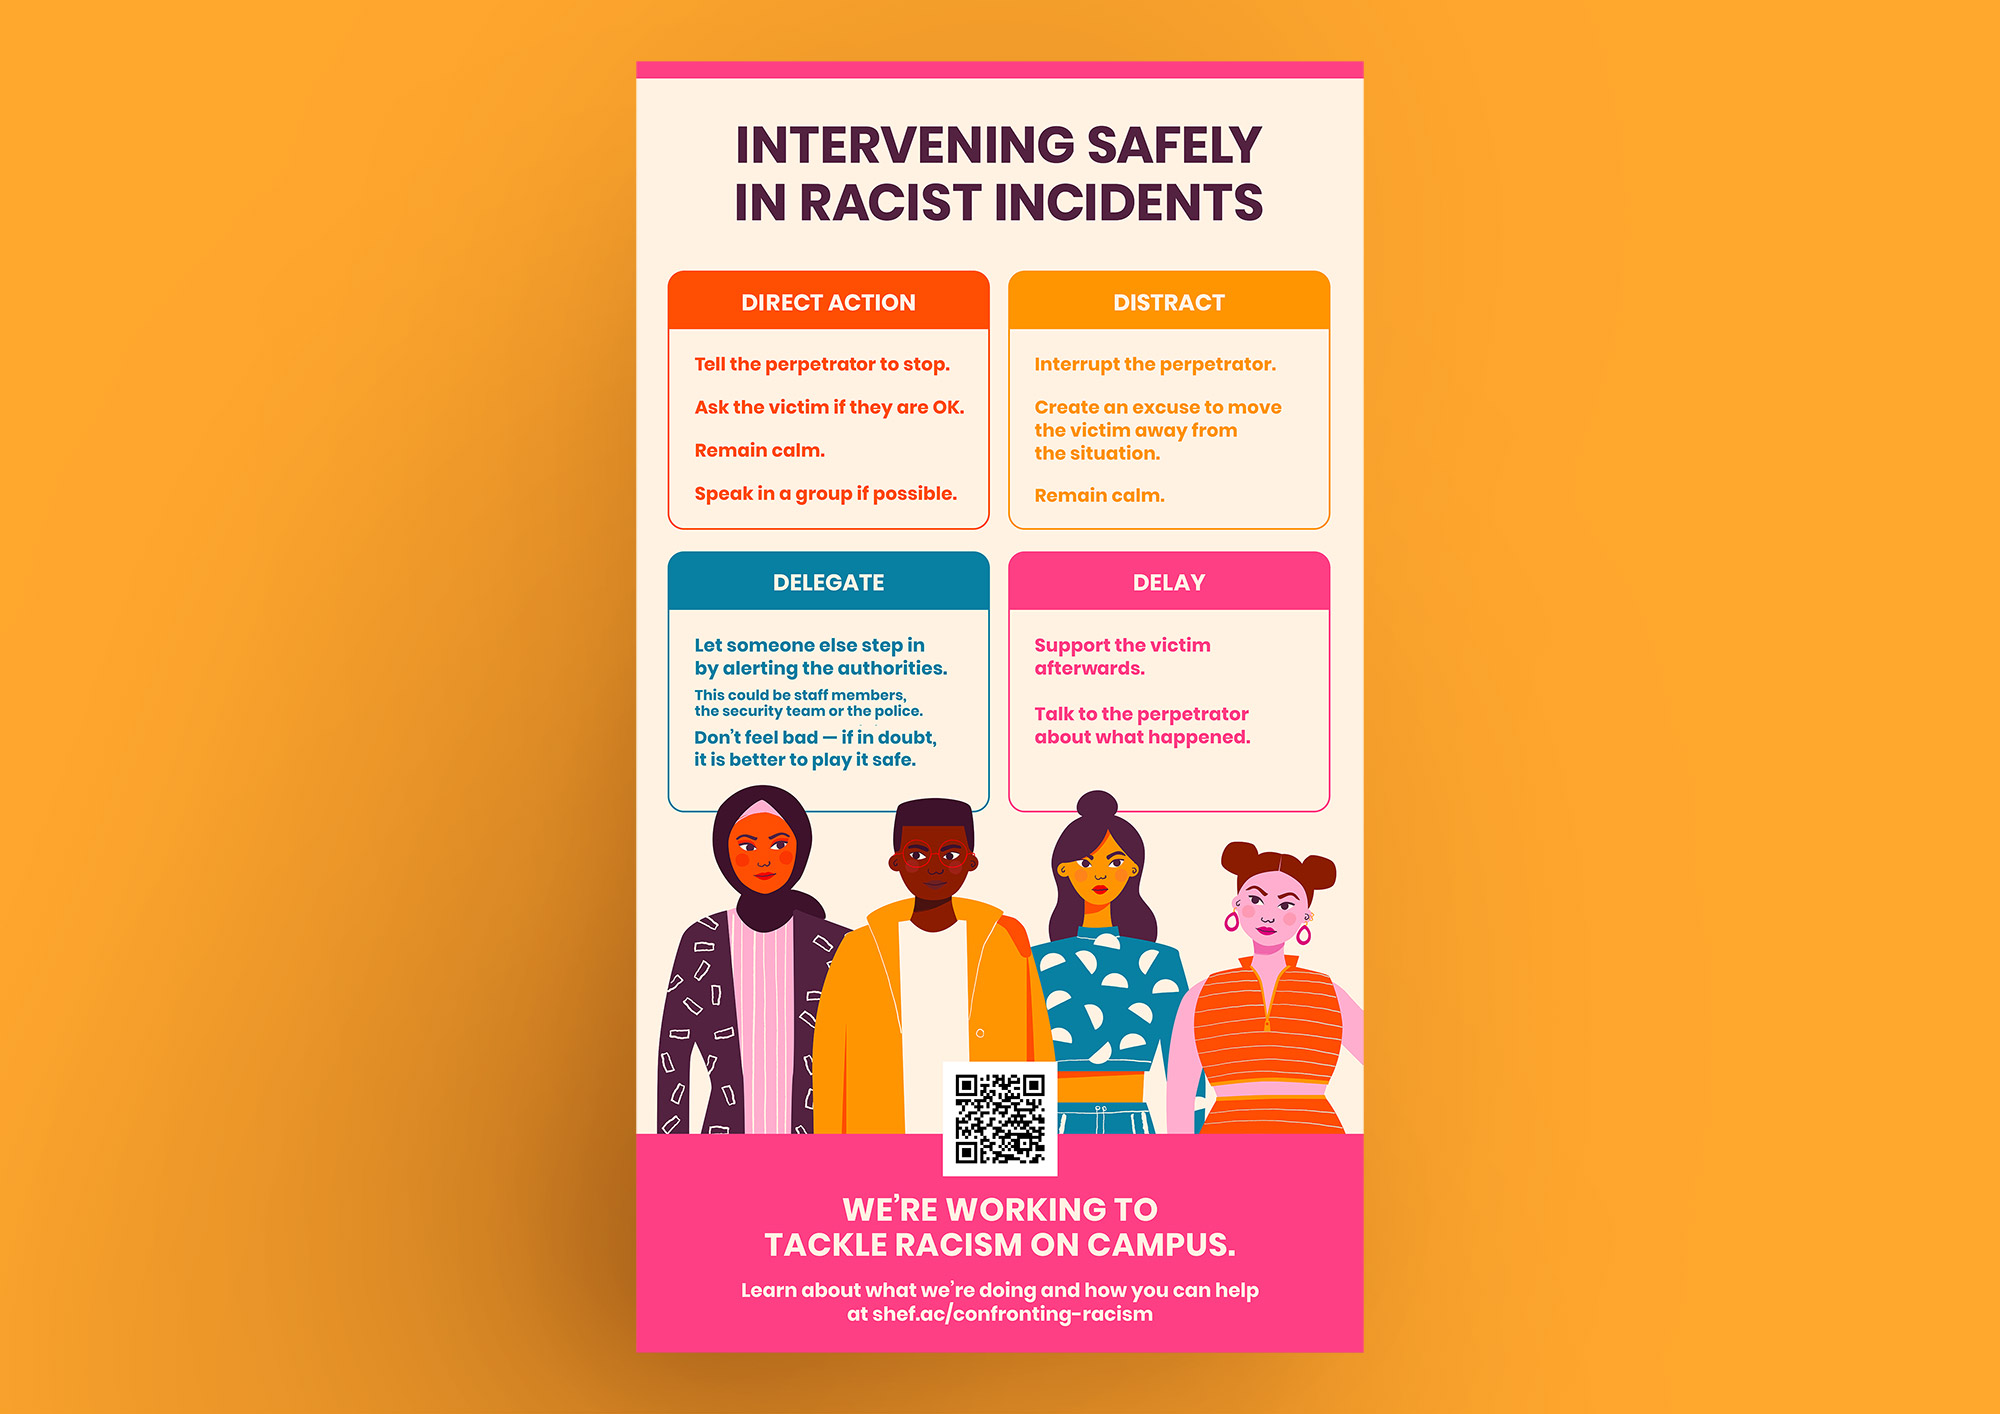 INTERVENING SAFELY
IN RACIST INCIDENTS
DIRECT ACTION
Tell the perpetrator to stop.
Ask the victim if they are OK.
Remain calm.
Speak in a group if possible.
DISTRACT
Interrupt the perpetrator.
Create an excuse to move
the victim away from
the situation.
Remain calm.
DELEGATE
Let someone else step in
by alerting the authorities.
This could be staff members,
the security team or the police.
Don’t feel bad — if in doubt,
it is better to play it safe.
DELAY
Support the victim
afterwards.
Talk to the perpetrator
about what happened.
WE’RE WORKING TO
TACKLE RACISM ON CAMPUS.
Learn about what we’re doing and how you can help
at shef.ac/confronting-racism